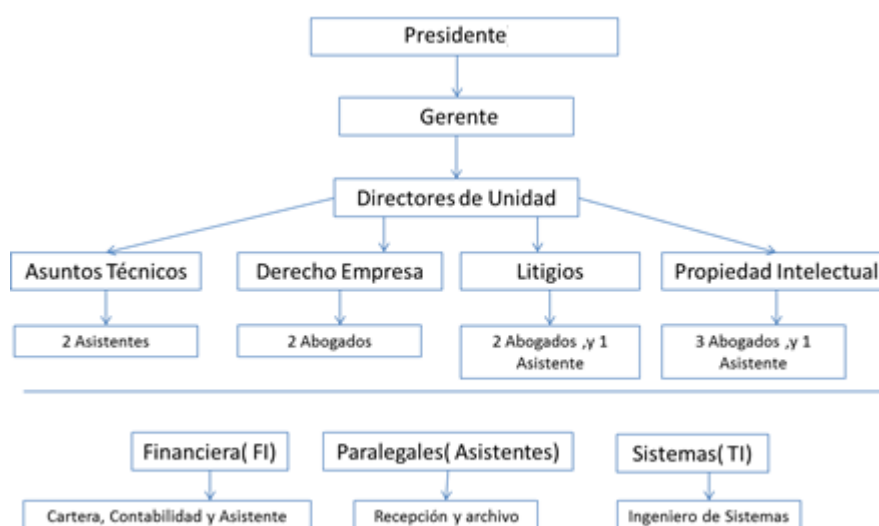 Presidente
Gerente
Directores de Unidad
Asuntos Técnicos
Derecho Empresa
Litigios
Propiedad Intelectual
2 Asistentes
2 Abogados
2 Abogados ,y 1
Asistente
3 Abogados ,y 1
Asistente
Financiera( FI)
Paralegales( Asistentes)
Sistemas( TI)
Cartera, Contabilidad y Asistente
Recepción y archivo
Ingeniero de Sistemas